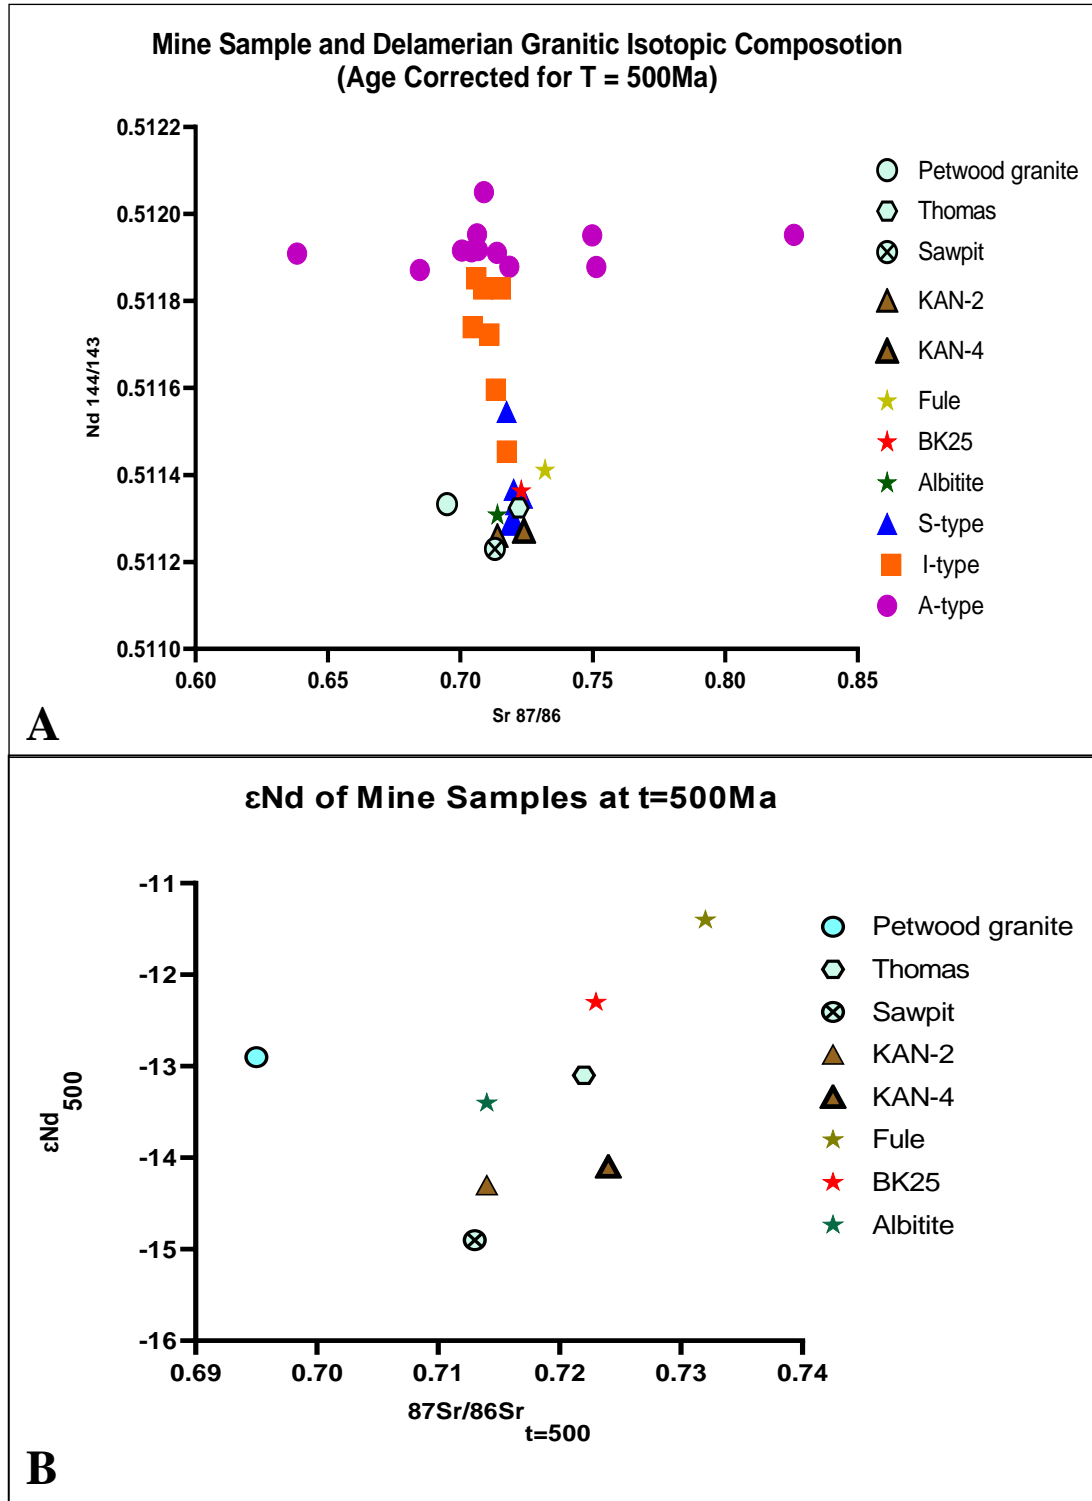 Mine Sample and Delamerian Granitic Isotopic Composotion
(Age Corrected for T = 500Ma)
0.5122
0.5120
0.5118
0.5116
0.5114
0.5112
0.5110
Nd 144/143
0.60 0.65 0.70 0.75 0.80 0.85
Sr 87/86
Petwood granite
Thomas
Sawpit
KAN-2
KAN-4
Fule
BK25
Albitite
S-type
I-type
A-type
A
εNd of Mine Samples at t=500Ma
-11
-12
-13
-14
-15
-16
εNd500
0.69 0.70 0.71 0.72 0.73 0.74
87Sr/86Sr t=500
Petwood granite
Thomas
Sawpit
KAN-2
KAN-4
Fule
BK25
Albitite
B